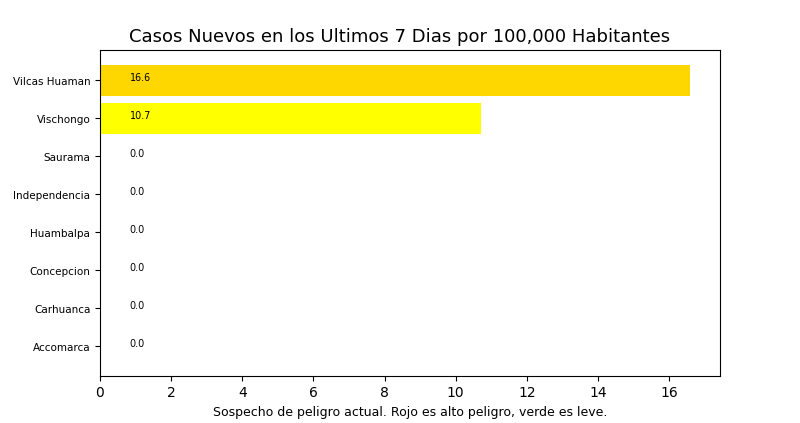 Casos Nuevos en los Ultimos 7 Dias por 100,000 Habitantes
Vilcas Huaman 16.6
Vischongo 10.7
Saurama 0.0
Independencia 0.0
Huambalpa 0.0
Concepcion 0.0
Carhuanca 0.0
Accomarca 0.0
0 2 4 6 8 10 12 14 16
Sospecho de peligro actual. Rojo es alto peligro, verde es leve.